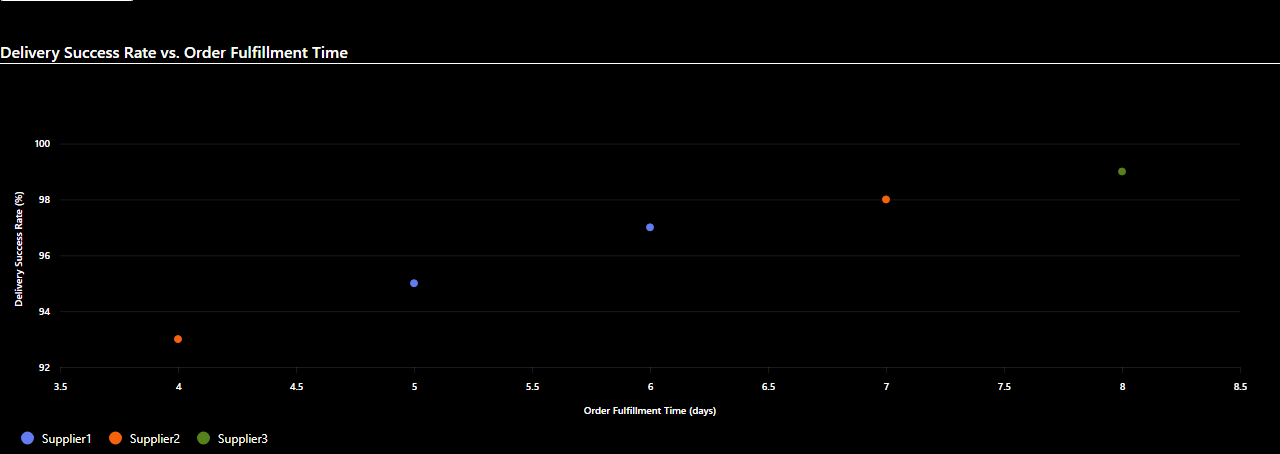 Delivery Success Rate vs. Order Fulfillment Time
100
98
96
94
92
Delivery Success Rate (%)
3.5 4 4.5 5 5.5 6 6.5 7 7.5 8 8.5
Order Fulfillment Time (days)
Supplier1 Supplier2 Supplier3